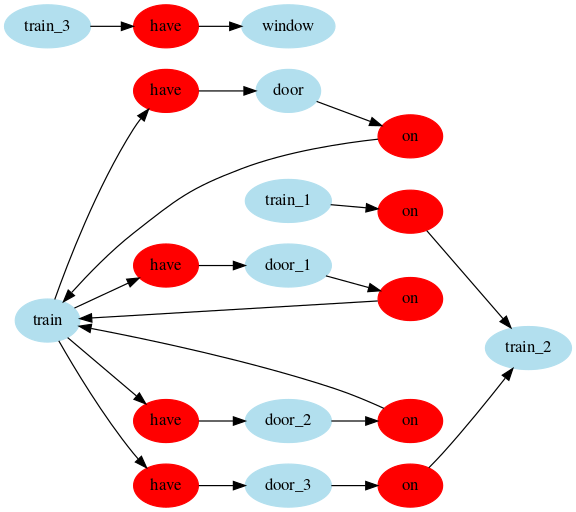 train_3 have window
have door
on
train_1 on
have door_1
on
train
train_2
have door_2 on
have door_3 on